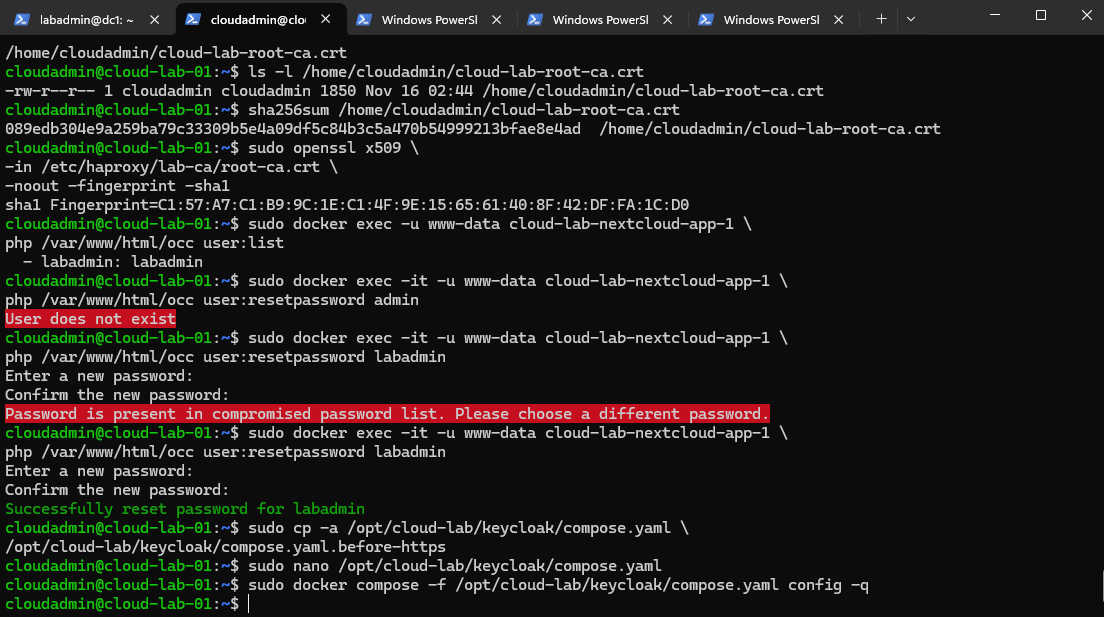 labadmin@dc1: ~
cloudadmin@clo
Windows PowerSl
Windows PowerSl
Windows PowerSl
/home/cloudadmin/cloud-lab-root-ca.crt
cloudadmin@cloud-lab-01:~$ ls -l /home/cloudadmin/cloud-lab-root-ca.crt
-rw-r--r-- 1 cloudadmin cloudadmin 1850 Nov 16 02:44 /home/cloudadmin/cloud-lab-root-ca.crt
cloudadmin@cloud-lab-01:~$ sha256sum /home/cloudadmin/cloud-lab-root-ca.crt
089edb304e9a259ba79c33309b5e4a09df5c84b3c5a470b54999213bfae8e4ad  /home/cloudadmin/cloud-lab-root-ca.crt
cloudadmin@cloud-lab-01:~$ sudo openssl x509 \
-in /etc/haproxy/lab-ca/root-ca.crt \
-noout -fingerprint -sha1
sha1 Fingerprint=C1:57:A7:C1:B9:9C:1E:C1:4F:9E:15:65:61:40:8F:42:DF:FA:1C:D0
cloudadmin@cloud-lab-01:~$ sudo docker exec -u www-data cloud-lab-nextcloud-app-1 \
php /var/www/html/occ user:list
  - labadmin: labadmin
cloudadmin@cloud-lab-01:~$ sudo docker exec -it -u www-data cloud-lab-nextcloud-app-1 \
php /var/www/html/occ user:resetpassword admin
User does not exist
cloudadmin@cloud-lab-01:~$ sudo docker exec -it -u www-data cloud-lab-nextcloud-app-1 \
php /var/www/html/occ user:resetpassword labadmin
Enter a new password:
Confirm the new password:
Password is present in compromised password list. Please choose a different password.
cloudadmin@cloud-lab-01:~$ sudo docker exec -it -u www-data cloud-lab-nextcloud-app-1 \
php /var/www/html/occ user:resetpassword labadmin
Enter a new password:
Confirm the new password:
Successfully reset password for labadmin
cloudadmin@cloud-lab-01:~$ sudo cp -a /opt/cloud-lab/keycloak/compose.yaml \
/opt/cloud-lab/keycloak/compose.yaml.before-https
cloudadmin@cloud-lab-01:~$ sudo nano /opt/cloud-lab/keycloak/compose.yaml
cloudadmin@cloud-lab-01:~$ sudo docker compose -f /opt/cloud-lab/keycloak/compose.yaml config -q
cloudadmin@cloud-lab-01:~$